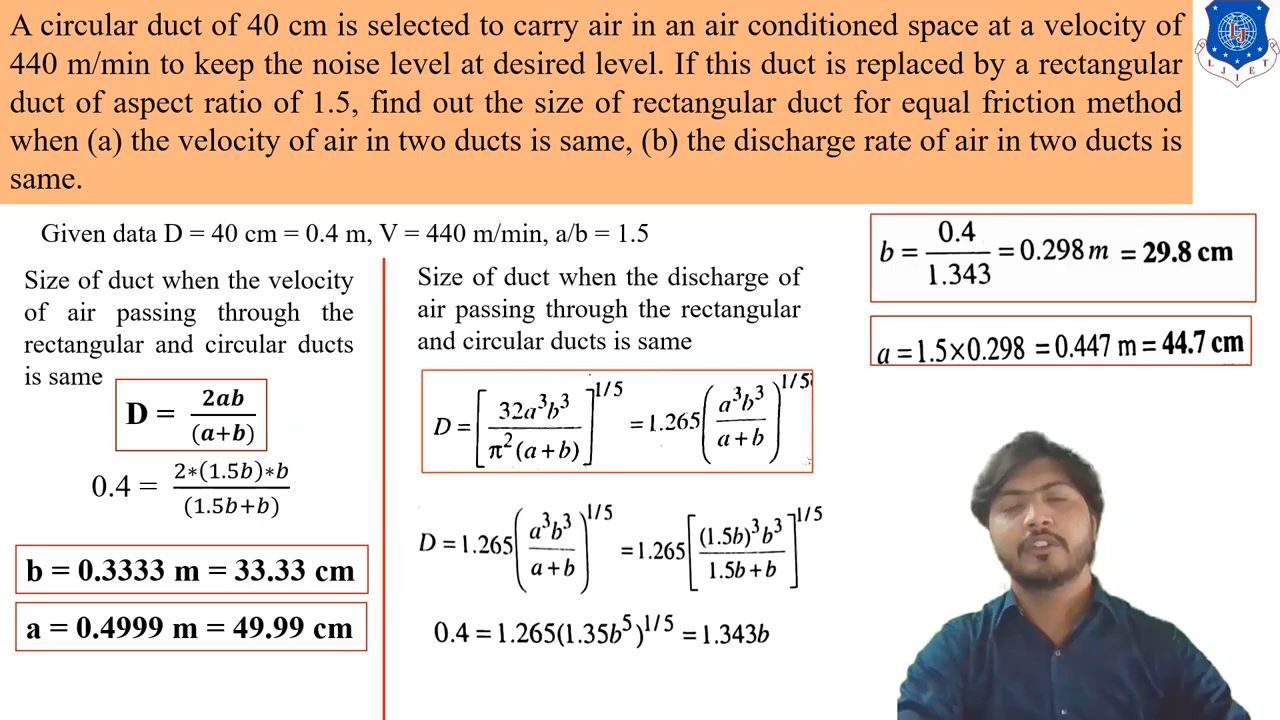 A circular duct of 40 cm is selected to carry air in an air conditioned space at a velocity of
440 m/min to keep the noise level at desired level. If this duct is replaced by a rectangular
duct of aspect ratio of 1.5, find out the size of rectangular duct for equal friction method
when (a) the velocity of air in two ducts is same, (b) the discharge rate of air in two ducts is
same.
LJIET
Given data D = 40 cm = 0.4 m, V = 440 m/min, a/b = 1.5
Size of duct when the velocity
of air passing through the
rectangular and circular ducts
is same
D = 2ab/(a+b)
0.4 = 2*(1.5b)*b/(1.5b+b)
b = 0.3333 m = 33.33 cm
a = 0.4999 m = 49.99 cm
Size of duct when the discharge of
air passing through the rectangular
and circular ducts is same
D = [32a³b³/π²(a+b)]^1/5 = 1.265(a³b³/a+b)^1/5
D = 1.265(a³b³/a+b)^1/5 = 1.265[(1.5b)³b³/1.5b+b]^1/5
0.4 = 1.265(1.35b⁵)^1/5 = 1.343b
b = 0.4/1.343 = 0.298 m = 29.8 cm
a = 1.5×0.298 = 0.447 m = 44.7 cm